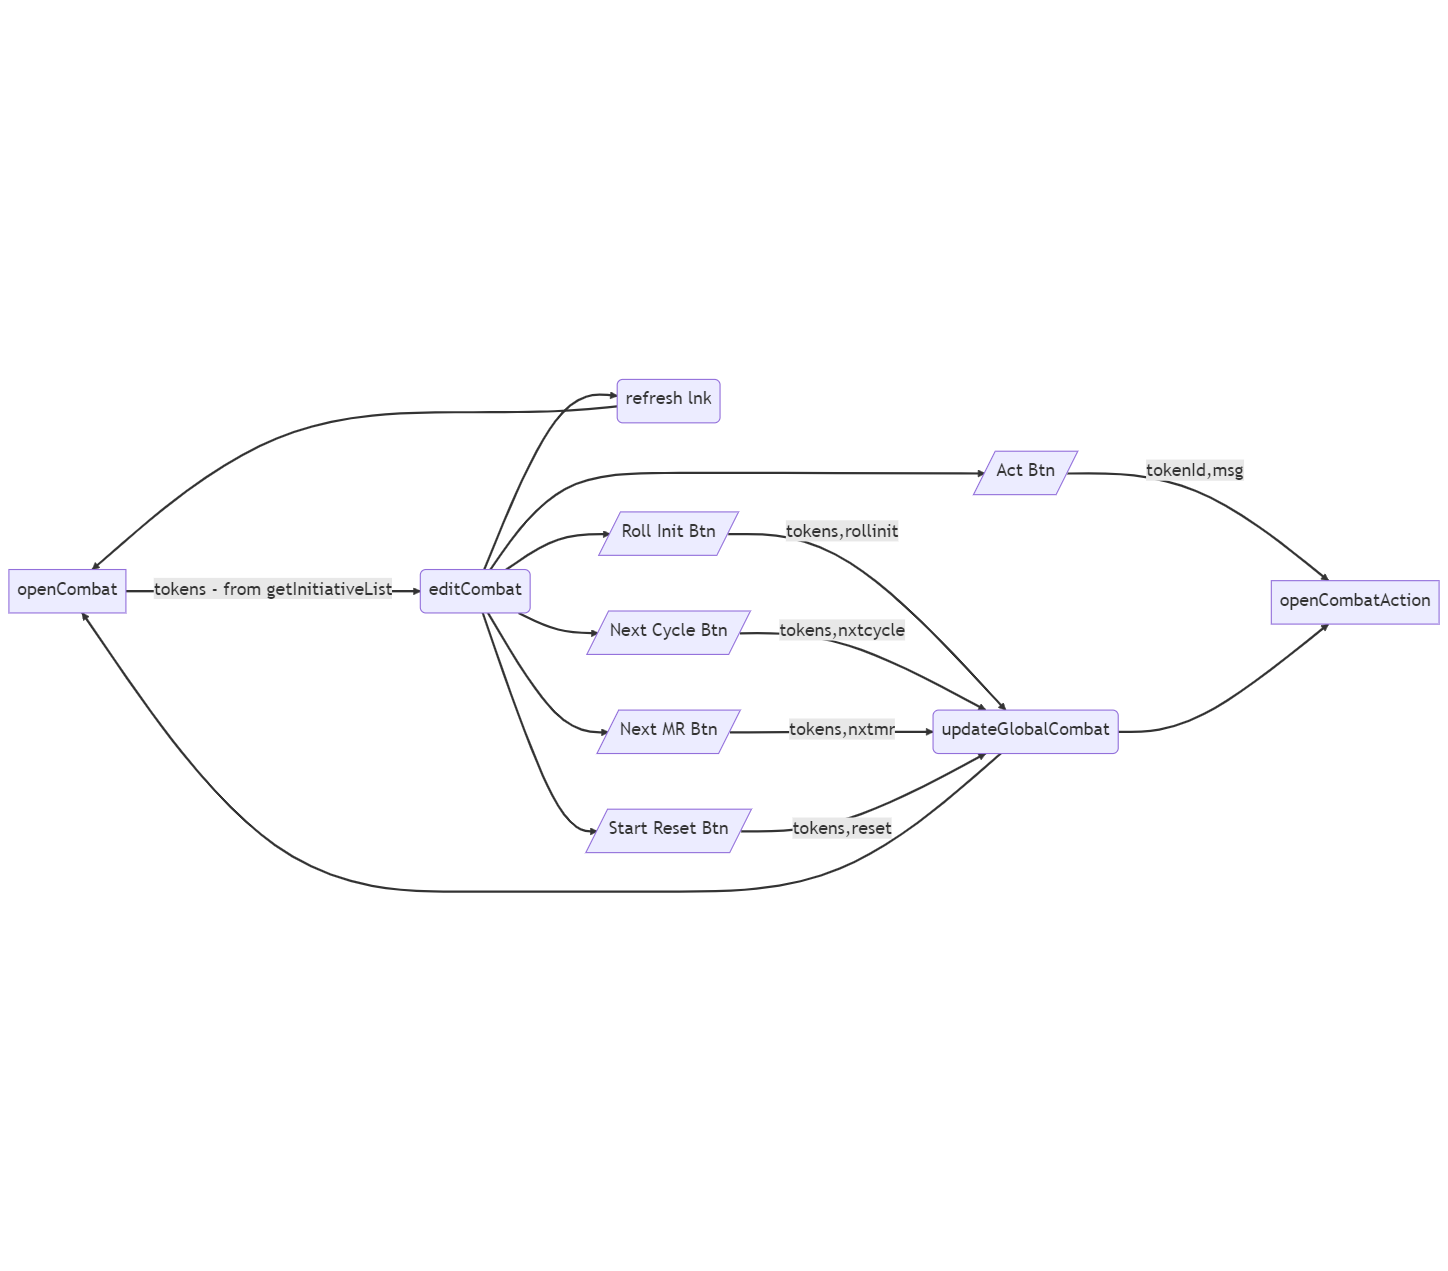 refresh lnk
Act Btn
tokenId,msg
Roll Init Btn
tokens,rollinit
openCombat
tokens - from getInitiativeList
editCombat
openCombatAction
Next Cycle Btn
tokens,nxtcycle
Next MR Btn
tokens,nxtmr
updateGlobalCombat
Start Reset Btn
tokens,reset